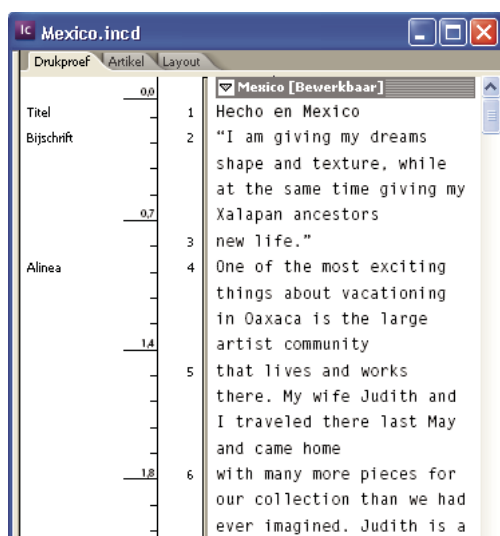 Ic Mexico.incd
Drukproef Artikel Layout
0,0 Mexico [Bewerkbaar]
Titel 1 Hecho en Mexico
Bijschrift 2 “I am giving my dreams
shape and texture, while
at the same time giving my
0,7 Xalapan ancestors
3 new life.”
Alinea 4 One of the most exciting
things about vacationing
in Oaxaca is the large
1,4 artist community
5 that lives and works
there. My wife Judith and
I traveled there last May
and came home
1,8 6 with many more pieces for
our collection than we had
ever imagined. Judith is a